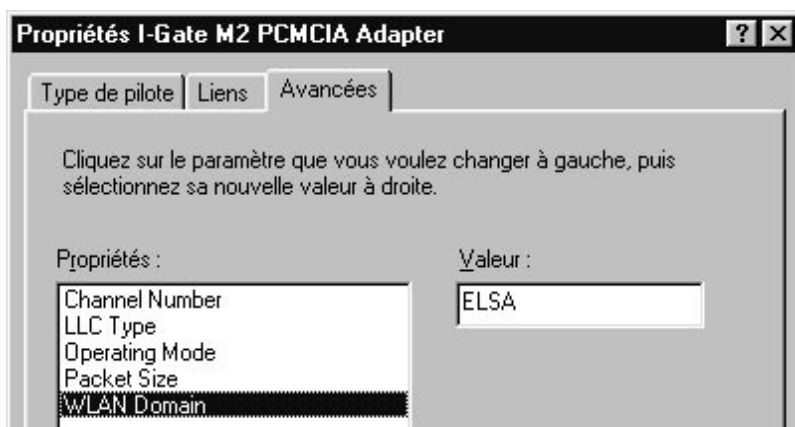 Propriétés I-Gate M2 PCMCIA Adapter
Type de pilote Liens Avancées
Cliquez sur le paramètre que vous voulez changer à gauche, puis
sélectionnez sa nouvelle valeur à droite.
Propriétés : Valeur :
Channel Number ELSA
LLC Type
Operating Mode
Packet Size
WLAN Domain